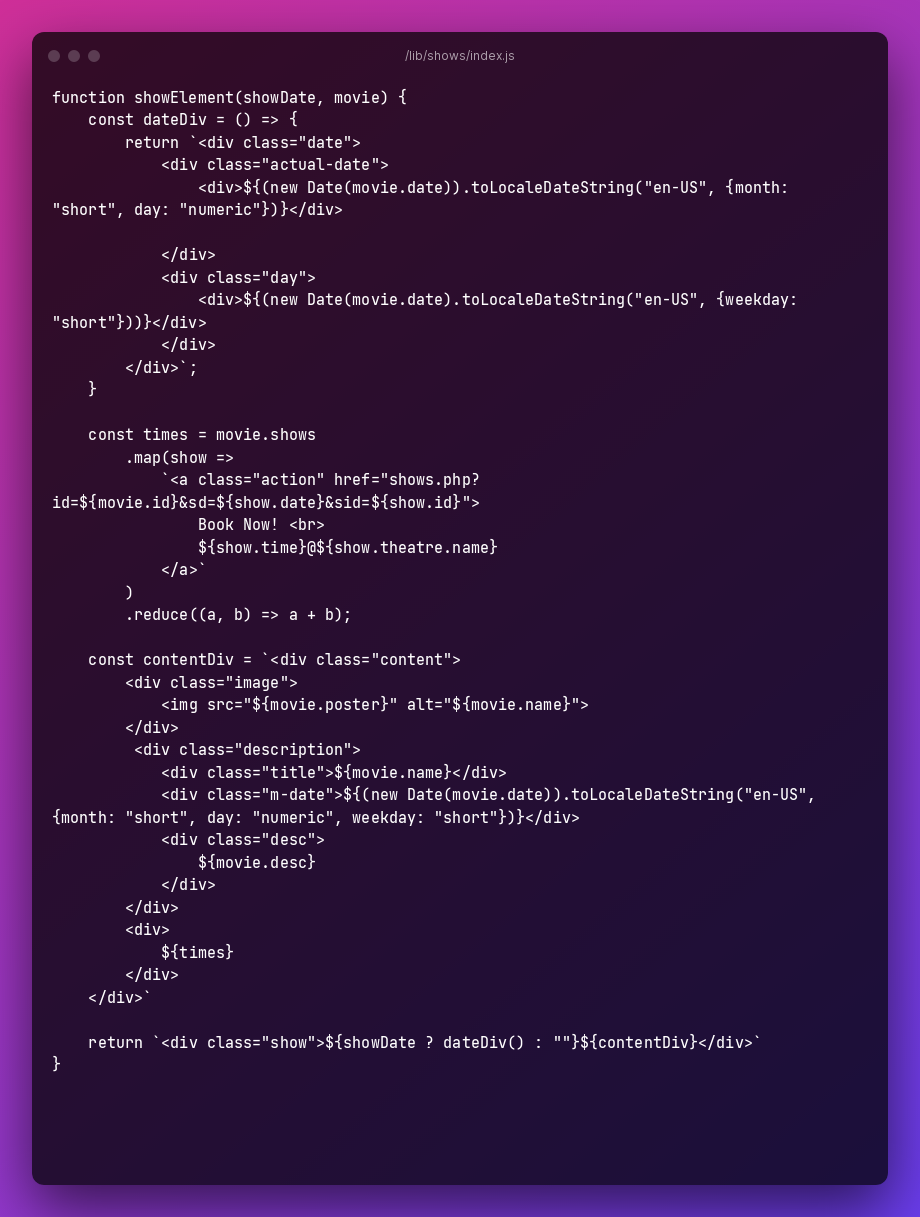 /lib/shows/index.js
function showElement(showDate, movie) {
    const dateDiv = () => {
        return `<div class="date">
            <div class="actual-date">
                <div>${(new Date(movie.date)).toLocaleDateString("en-US", {month:
"short", day: "numeric"})}</div>

            </div>
            <div class="day">
                <div>${(new Date(movie.date).toLocaleDateString("en-US", {weekday:
"short"}))}</div>
            </div>
        </div>`;
    }

    const times = movie.shows
        .map(show =>
            `<a class="action" href="shows.php?
id=${movie.id}&sd=${show.date}&sid=${show.id}">
                Book Now! <br>
                ${show.time}@${show.theatre.name}
            </a>`
        )
        .reduce((a, b) => a + b);

    const contentDiv = `<div class="content">
        <div class="image">
            <img src="${movie.poster}" alt="${movie.name}">
        </div>
         <div class="description">
            <div class="title">${movie.name}</div>
            <div class="m-date">${(new Date(movie.date)).toLocaleDateString("en-US",
{month: "short", day: "numeric", weekday: "short"})}</div>
            <div class="desc">
                ${movie.desc}
            </div>
        </div>
        <div>
            ${times}
        </div>
    </div>`

    return `<div class="show">${showDate ? dateDiv() : ""}${contentDiv}</div>`
}